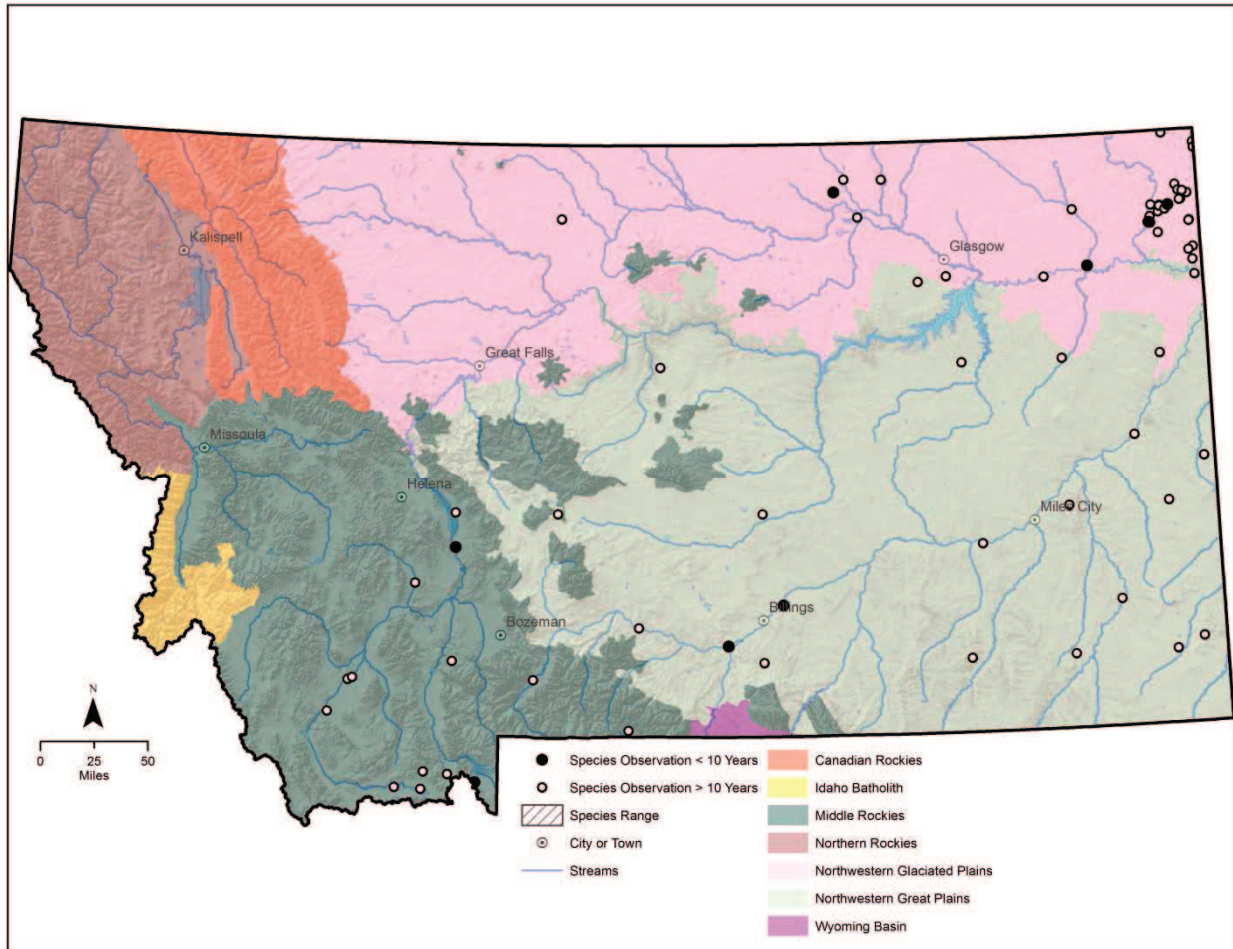 Kalispell
Glasgow
Great Falls
Missoula
Helena
Miles City
Billings
Bozeman
N
0 25 50
Miles
Species Observation < 10 Years
Species Observation > 10 Years
Species Range
City or Town
Streams
Canadian Rockies
Idaho Batholith
Middle Rockies
Northern Rockies
Northwestern Glaciated Plains
Northwestern Great Plains
Wyoming Basin